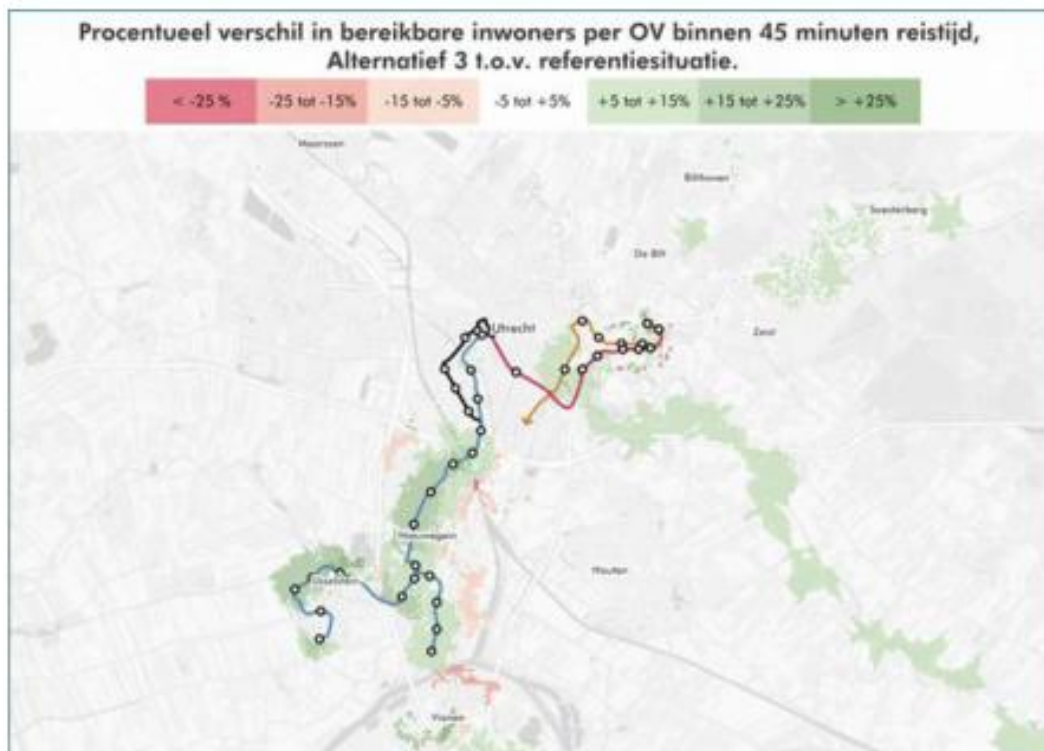 Procentueel verschil in bereikbare inwoners per OV binnen 45 minuten reistijd,
Alternatief 3 t.o.v. referentiesituatie.
< -25 %
-25 tot -15%
-15 tot -5%
-5 tot +5%
+5 tot +15%
+15 tot +25%
> +25%
Maarssen
Bilthoven
Soesterberg
De Bilt
Utrecht
Zeist
Nieuwegein
IJsselstein
Houten
Vianen